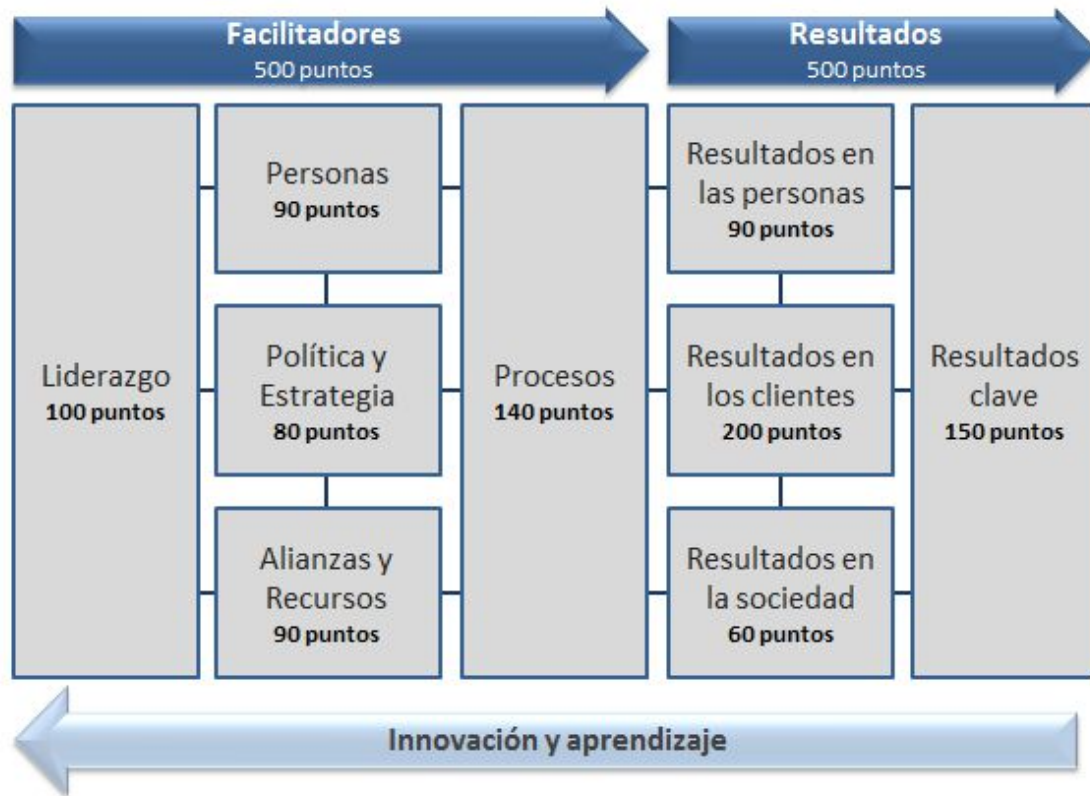 Facilitadores
500 puntos
Resultados
500 puntos
Liderazgo
100 puntos
Personas
90 puntos
Política y
Estrategia
80 puntos
Alianzas y
Recursos
90 puntos
Procesos
140 puntos
Resultados en
las personas
90 puntos
Resultados en
los clientes
200 puntos
Resultados en
la sociedad
60 puntos
Resultados
clave
150 puntos
Innovación y aprendizaje